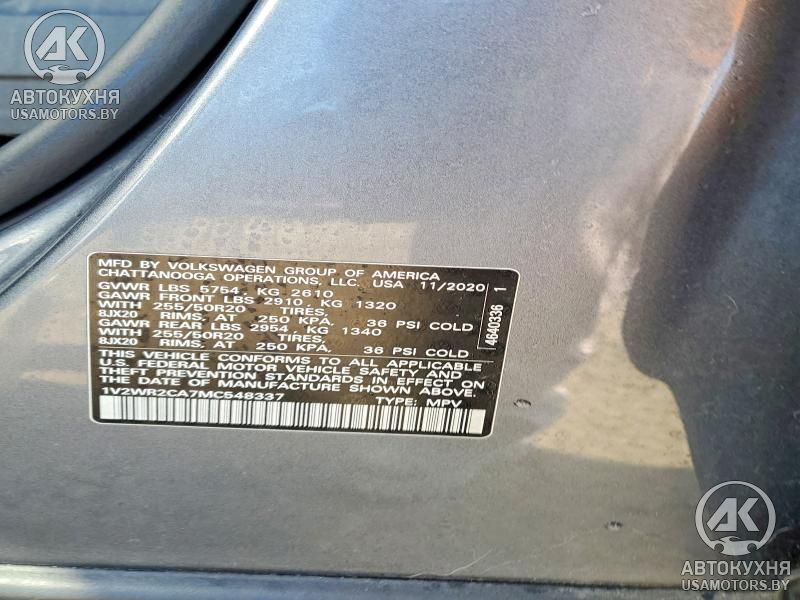 AK
АВТОКУХНЯ
USAMOTORS.BY
MFD BY VOLKSWAGEN GROUP OF AMERICA
CHATTANOOGA OPERATIONS, LLC. USA 11/2020
GVWR LBS 5754 , KG 2610
GAWR FRONT LBS 2910, KG 1320
WITH 255/50R20 TIRES,
8JX20 RIMS, AT 250 KPA, 36 PSI COLD
GAWR REAR LBS 2954 , KG 1340
WITH 255/50R20 TIRES,
8JX20 RIMS, AT 250 KPA, 36 PSI COLD
THIS VEHICLE CONFORMS TO ALL APPLICABLE
U.S. FEDERAL MOTOR VEHICLE SAFETY AND
THEFT PREVENTION STANDARDS IN EFFECT ON
THE DATE OF MANUFACTURE SHOWN ABOVE.
1V2WR2CA7MC548337 TYPE: MPV
4640336 1
AK
АВТОКУХНЯ
USAMOTORS.BY